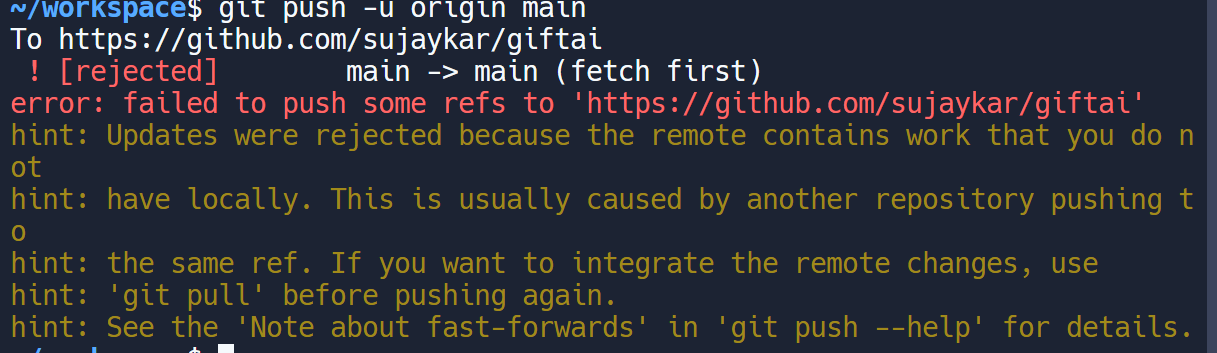 ~/workspace$ git push -u origin main
To https://github.com/sujaykar/giftai
 ! [rejected]        main -> main (fetch first)
error: failed to push some refs to 'https://github.com/sujaykar/giftai'
hint: Updates were rejected because the remote contains work that you do n
ot
hint: have locally. This is usually caused by another repository pushing t
o
hint: the same ref. If you want to integrate the remote changes, use
hint: 'git pull' before pushing again.
hint: See the 'Note about fast-forwards' in 'git push --help' for details.
~/workspace$